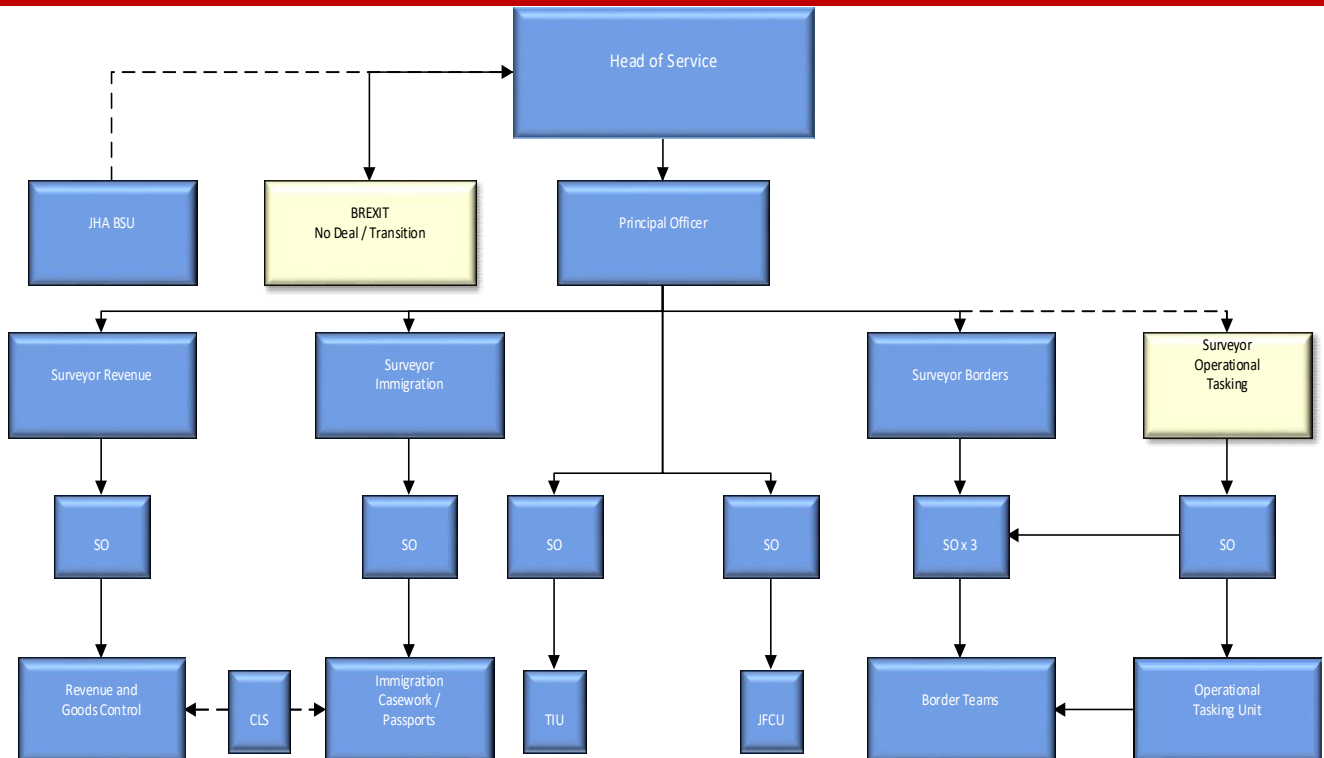 Head of Service
JHA BSU
BREXIT
No Deal / Transition
Principal Officer
Surveyor Revenue
Surveyor
Immigration
Surveyor Borders
Surveyor
Operational
Tasking
SO
SO
SO
SO
SO x 3
SO
Revenue and
Goods Control
CLS
Immigration
Casework /
Passports
TIU
JFCU
Border Teams
Operational
Tasking Unit